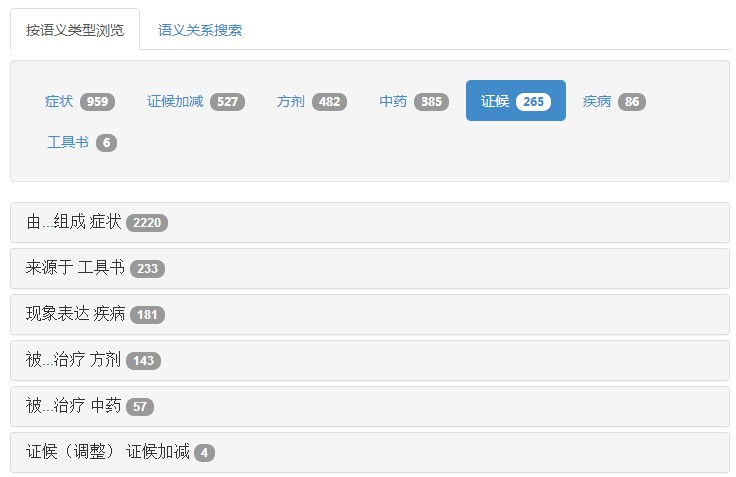 按语义类型浏览 语义关系搜索
症状 959 证候加减 527 方剂 482 中药 385 证候 265 疾病 86
工具书 6
由...组成 症状 2220
来源于 工具书 233
现象表达 疾病 181
被...治疗 方剂 143
被...治疗 中药 57
证候（调整） 证候加减 4